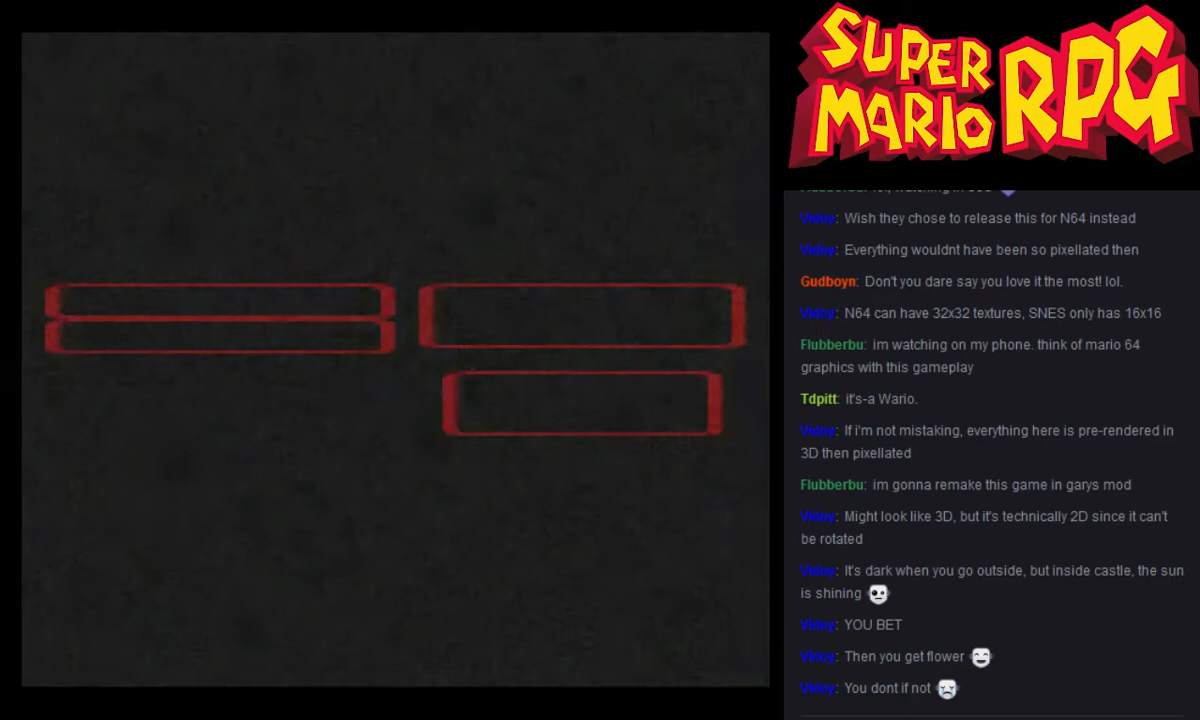 SUPER
MARIO RPG
Vidoy: Wish they chose to release this for N64 instead
Vidoy: Everything wouldnt have been so pixellated then
Gudboyn: Don't you dare say you love it the most! lol.
Vidoy: N64 can have 32x32 textures, SNES only has 16x16
Flubberbu: im watching on my phone. think of mario 64
graphics with this gameplay
Tdpitt: it's-a Wario.
Vidoy: If i'm not mistaking, everything here is pre-rendered in
3D then pixellated
Flubberbu: im gonna remake this game in garys mod
Vidoy: Might look like 3D, but it's technically 2D since it can't
be rotated
Vidoy: It's dark when you go outside, but inside castle, the sun
is shining
Vidoy: YOU BET
Vidoy: Then you get flower
Vidoy: You dont if not